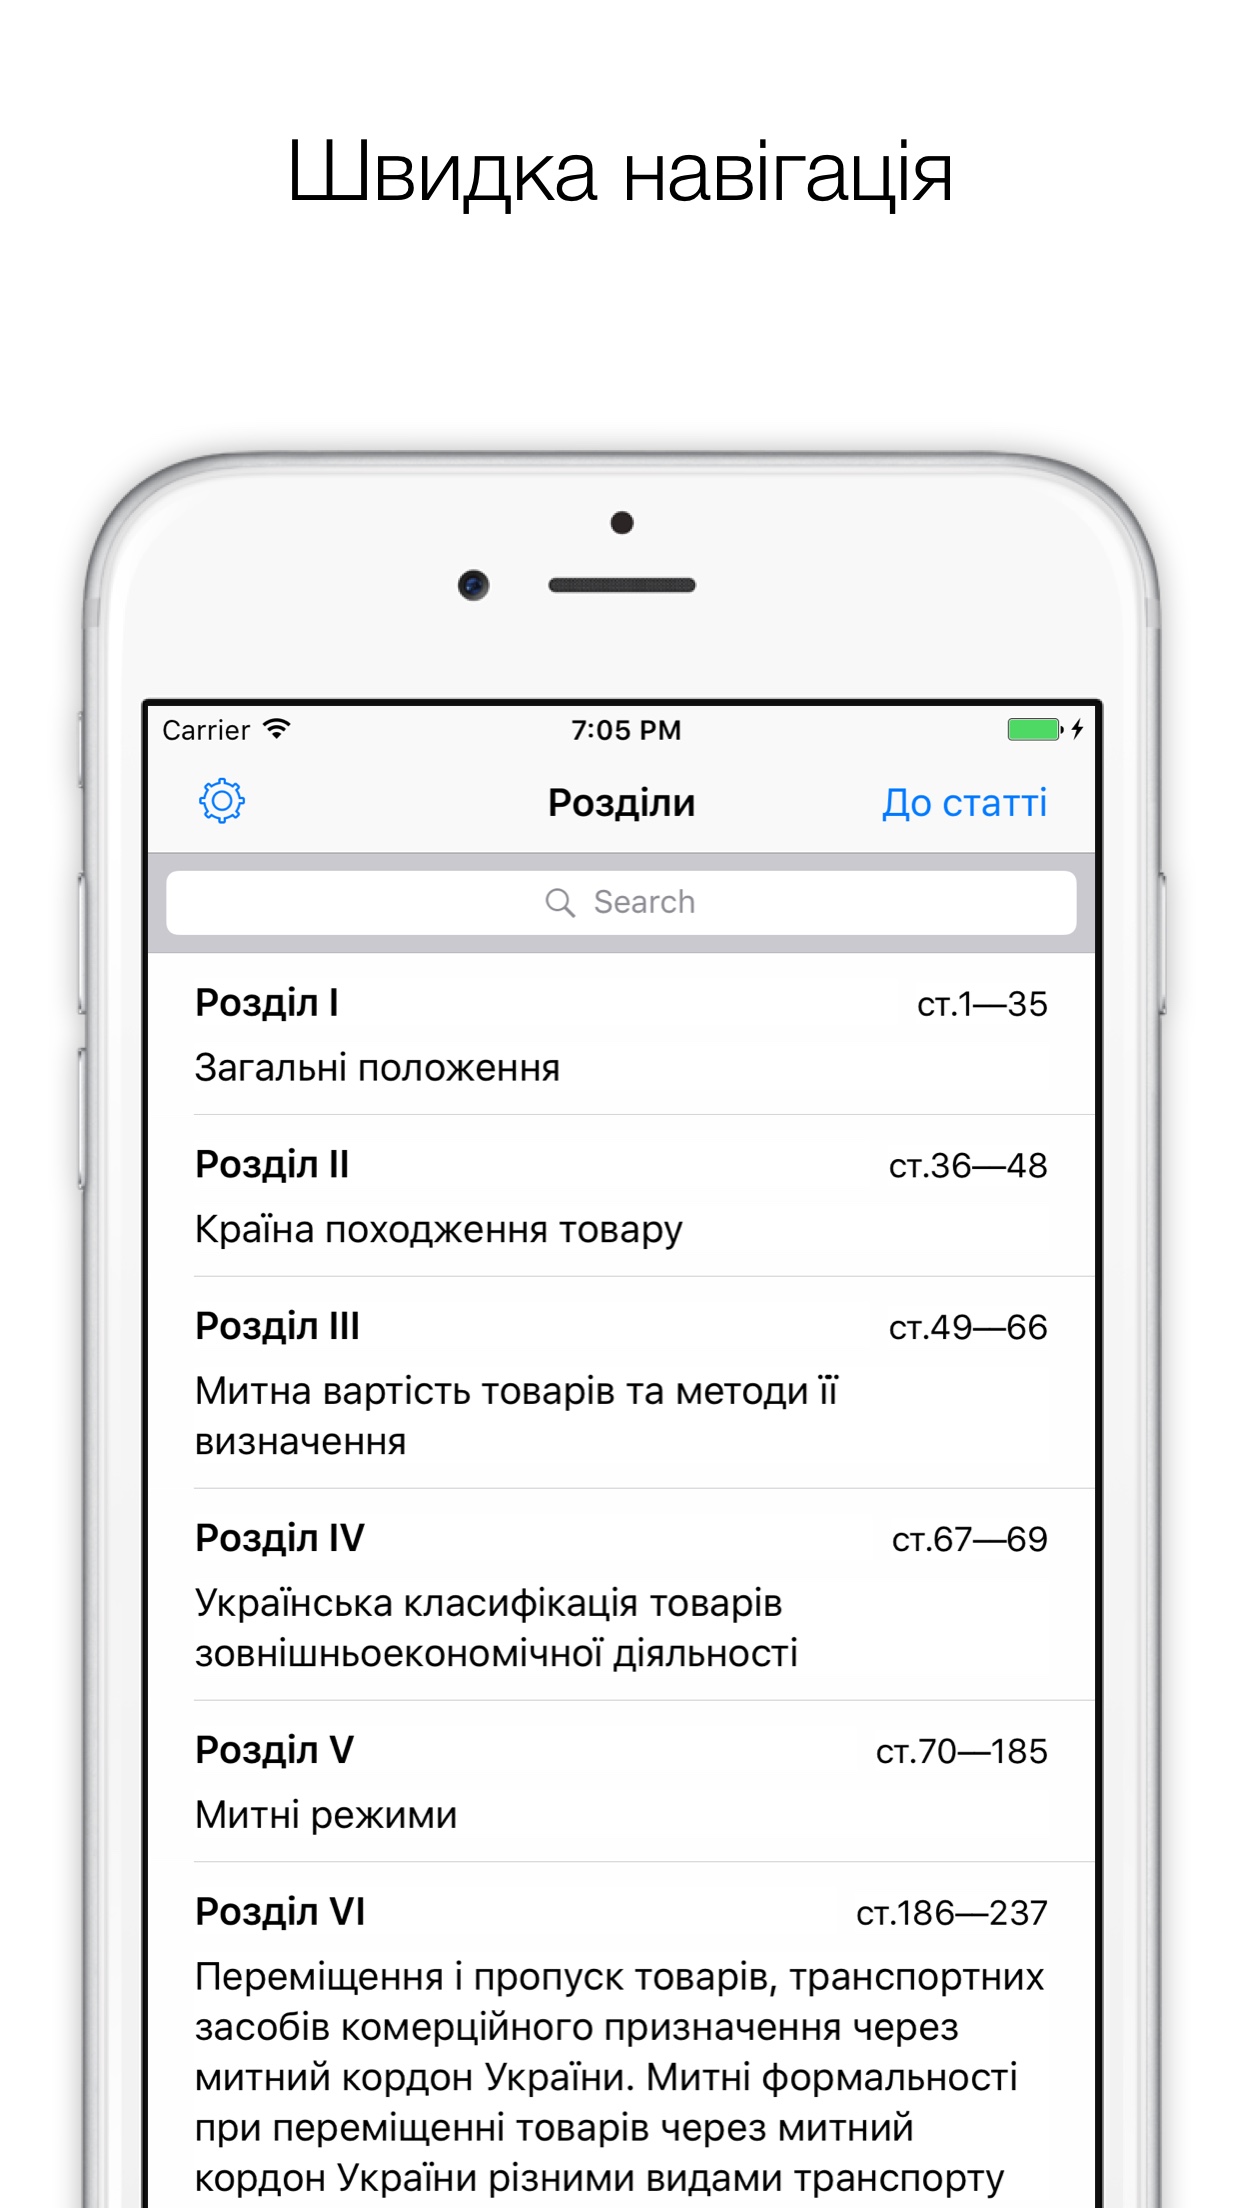 Швидка навігація
Carrier 7:05 PM
Розділи До статті
Search
Розділ I ст.1—35
Загальні положення
Розділ II ст.36—48
Країна походження товару
Розділ III ст.49—66
Митна вартість товарів та методи її
визначення
Розділ IV ст.67—69
Українська класифікація товарів
зовнішньоекономічної діяльності
Розділ V ст.70—185
Митні режими
Розділ VI ст.186—237
Переміщення і пропуск товарів, транспортних
засобів комерційного призначення через
митний кордон України. Митні формальності
при переміщенні товарів через митний
кордон України різними видами транспорту